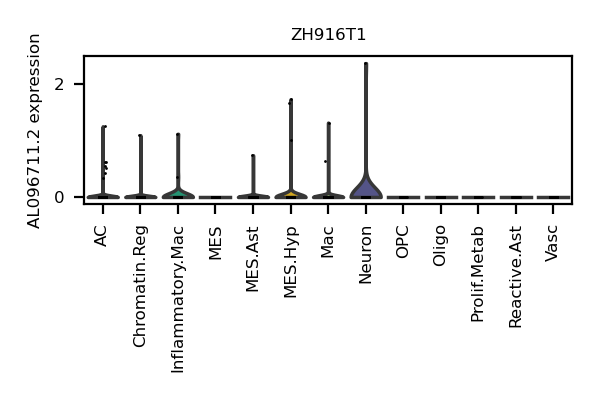 ZH916T1
AL096711.2 expression
2
0
AC
Chromatin.Reg
Inflammatory.Mac
MES
MES.Ast
MES.Hyp
Mac
Neuron
OPC
Oligo
Prolif.Metab
Reactive.Ast
Vasc